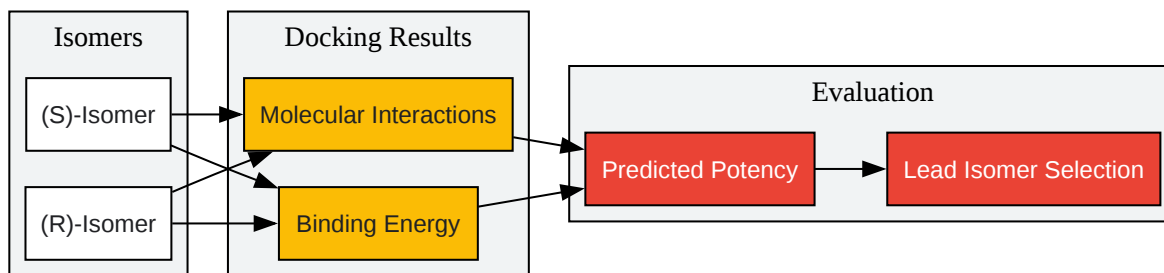 Isomers
(S)-Isomer
(R)-Isomer
Docking Results
Molecular Interactions
Binding Energy
Evaluation
Predicted Potency
Lead Isomer Selection